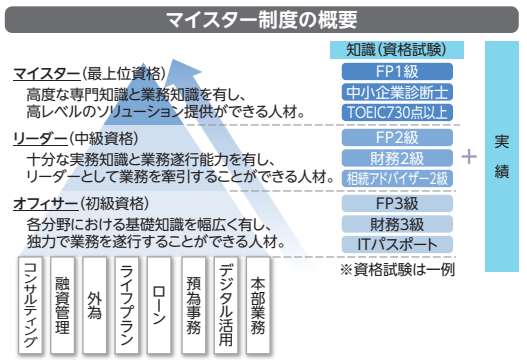 マイスター制度の概要
知識（資格試験）
マイスター（最上位資格）
高度な専門知識と業務知識を有し、
高レベルのソリューション提供ができる人材。
FP1級
中小企業診断士
TOEIC730点以上
リーダー（中級資格）
十分な実務知識と業務遂行能力を有し、
リーダーとして業務を牽引することができる人材。
FP2級
財務2級
相続アドバイザー2級
＋
実績
オフィサー（初級資格）
各分野における基礎知識を幅広く有し、
独力で業務を遂行することができる人材。
FP3級
財務3級
ITパスポート
※資格試験は一例
コンサルティング
融資管理
外為
ライフプラン
ローン
預為事務
デジタル活用
本部業務